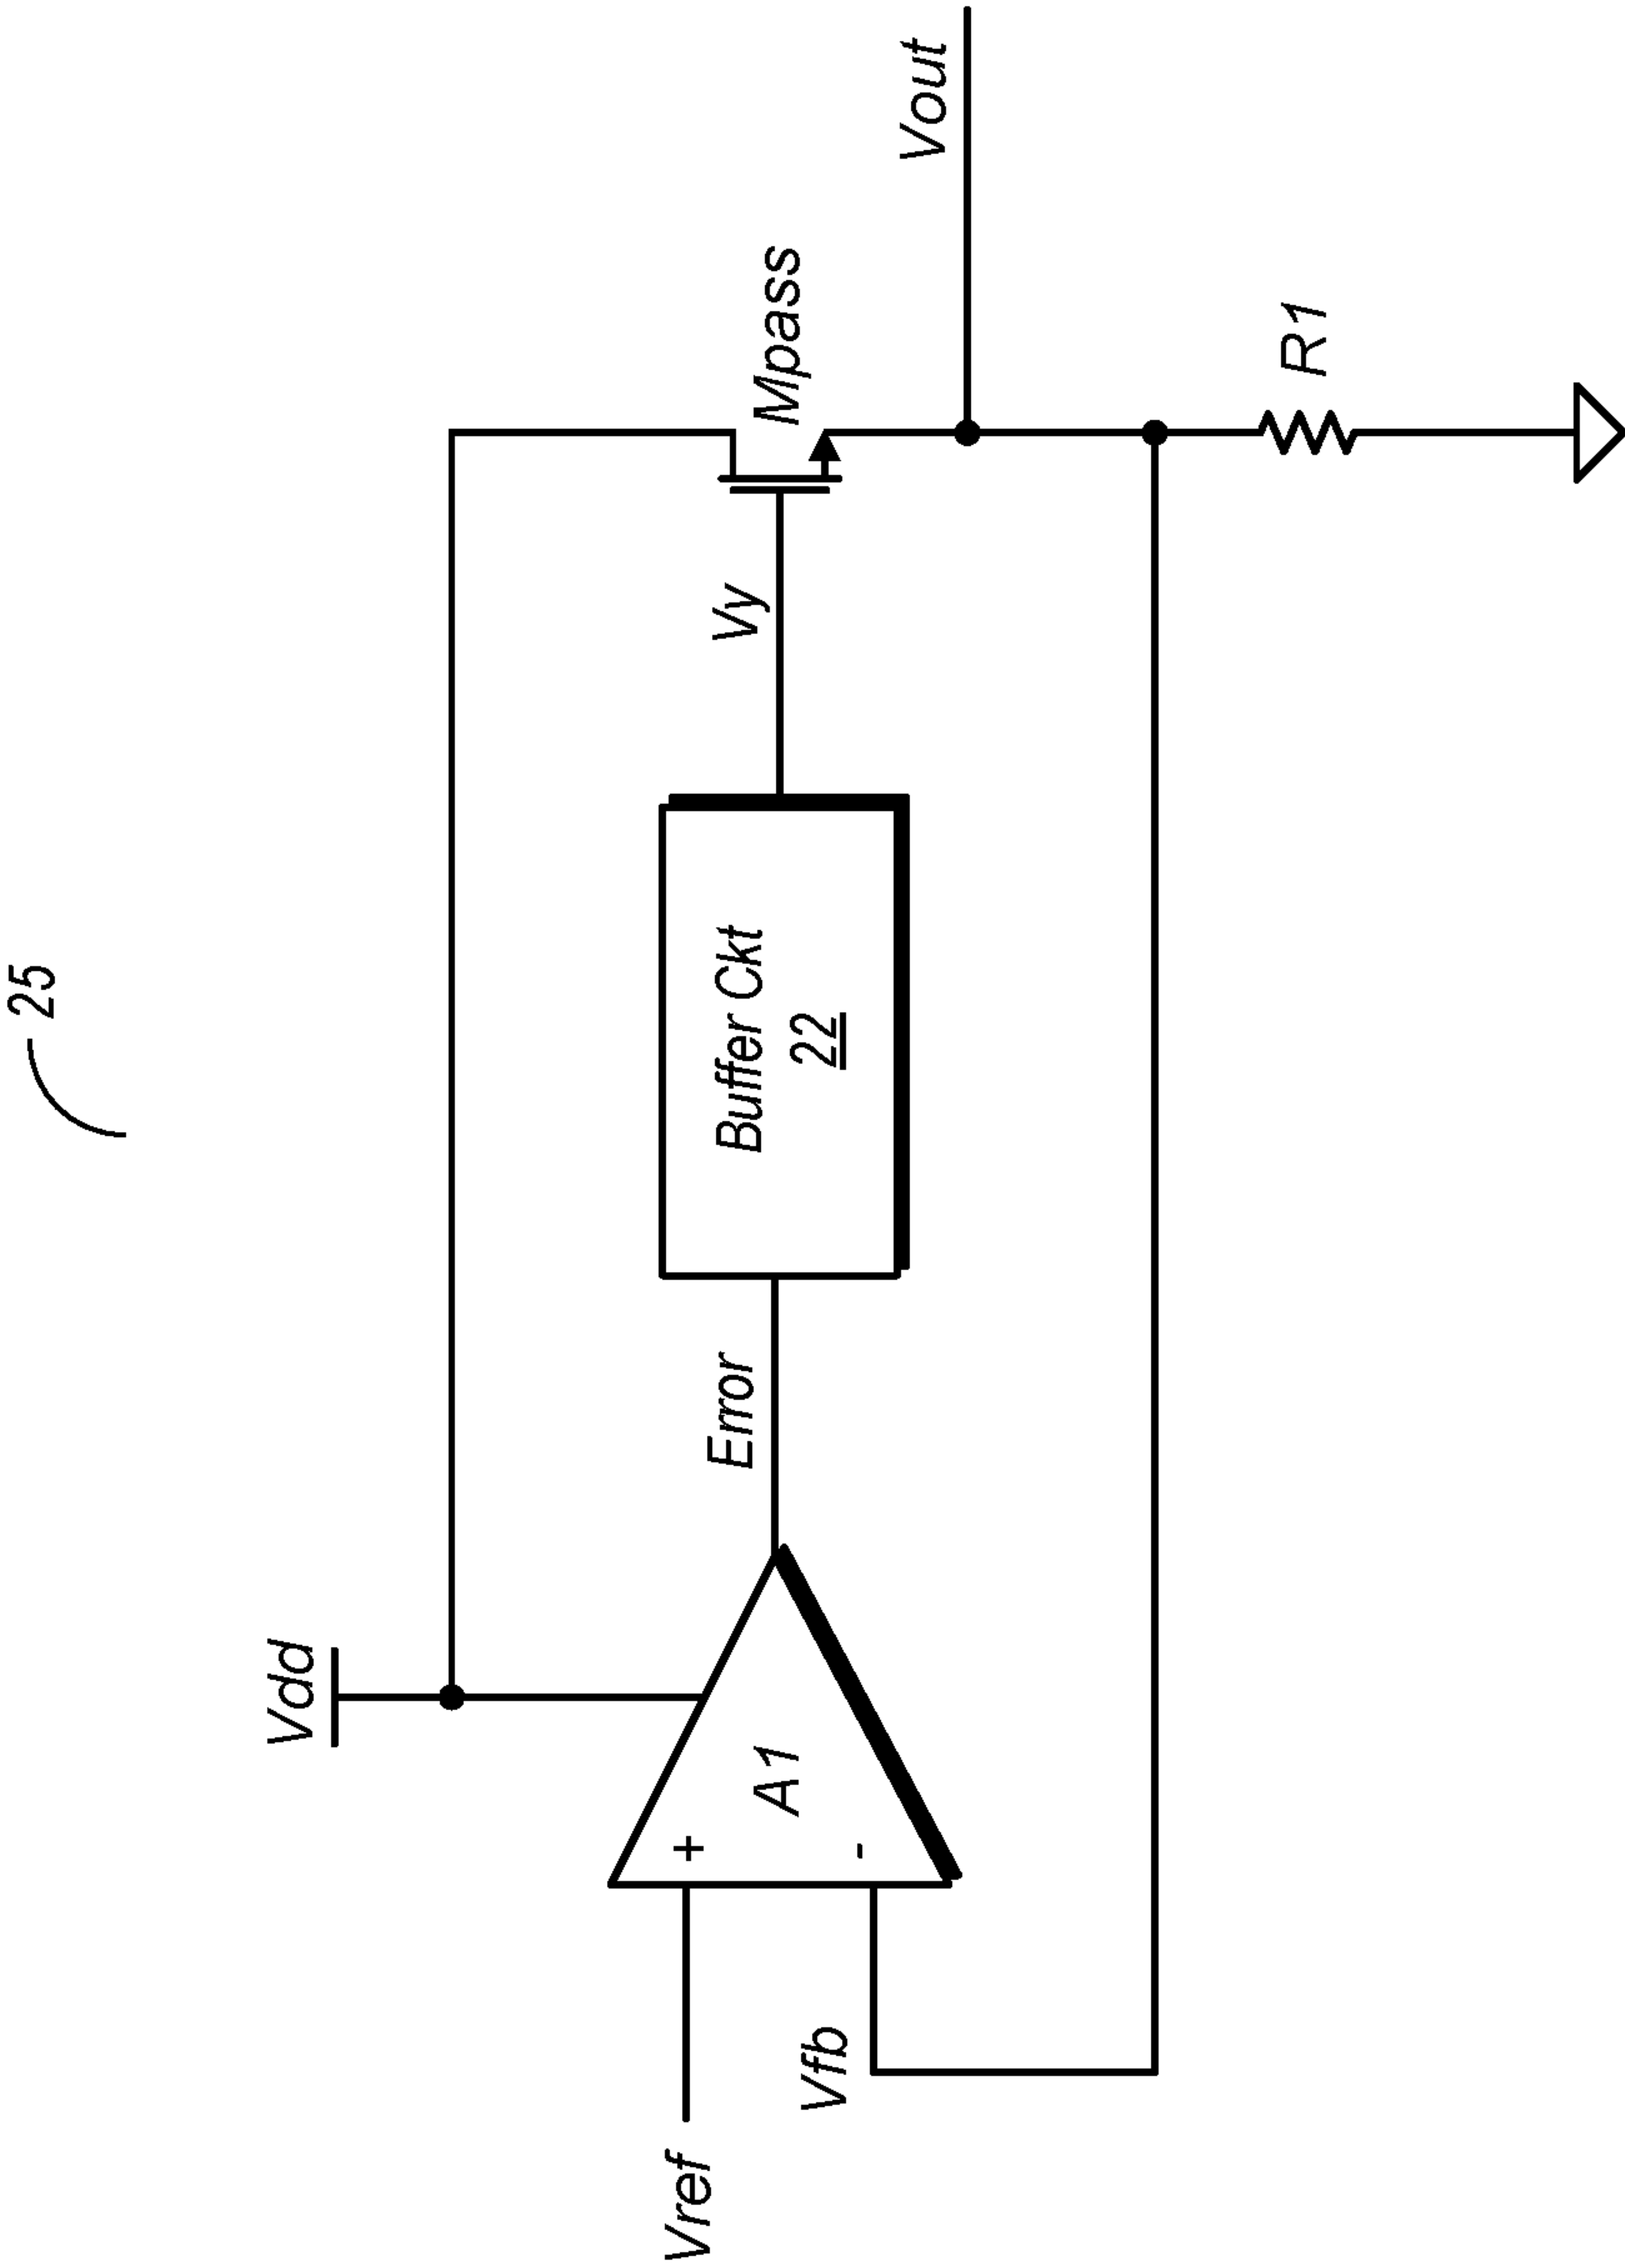 25
Vdd
Vref
+
A1
-
Vfb
Error
Buffer Ckt
22
Vy
Mpass
Vout
R1